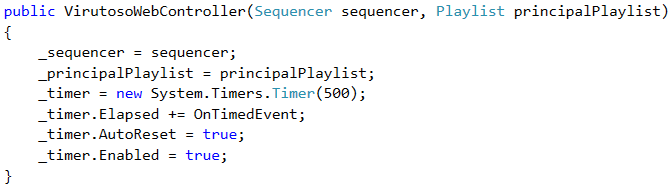 public VirutosoWebController(Sequencer sequencer, Playlist principalPlaylist)
{
    _sequencer = sequencer;
    _principalPlaylist = principalPlaylist;
    _timer = new System.Timers.Timer(500);
    _timer.Elapsed += OnTimedEvent;
    _timer.AutoReset = true;
    _timer.Enabled = true;
}